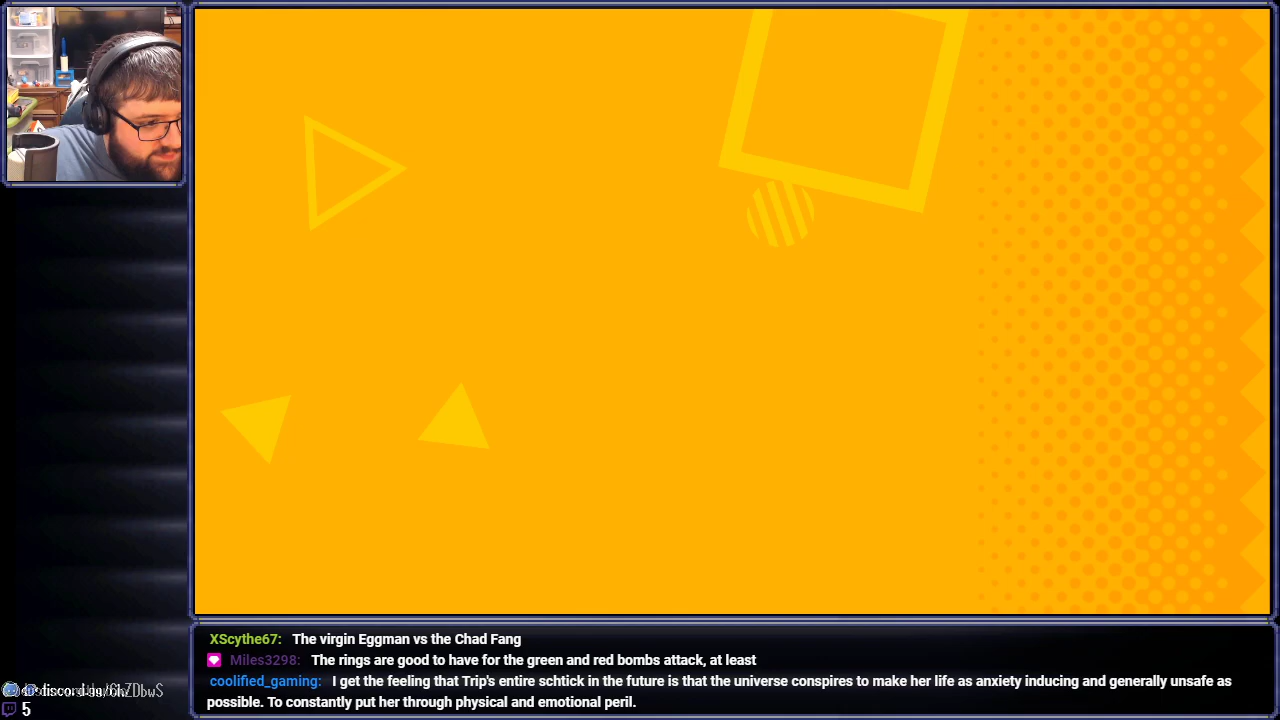 XScythe67: The virgin Eggman vs the Chad Fang
Miles3298: The rings are good to have for the green and red bombs attack, at least
coolified_gaming: I get the feeling that Trip's entire schtick in the future is that the universe conspires to make her life as anxiety inducing and generally unsafe as
possible. To constantly put her through physical and emotional peril.
5